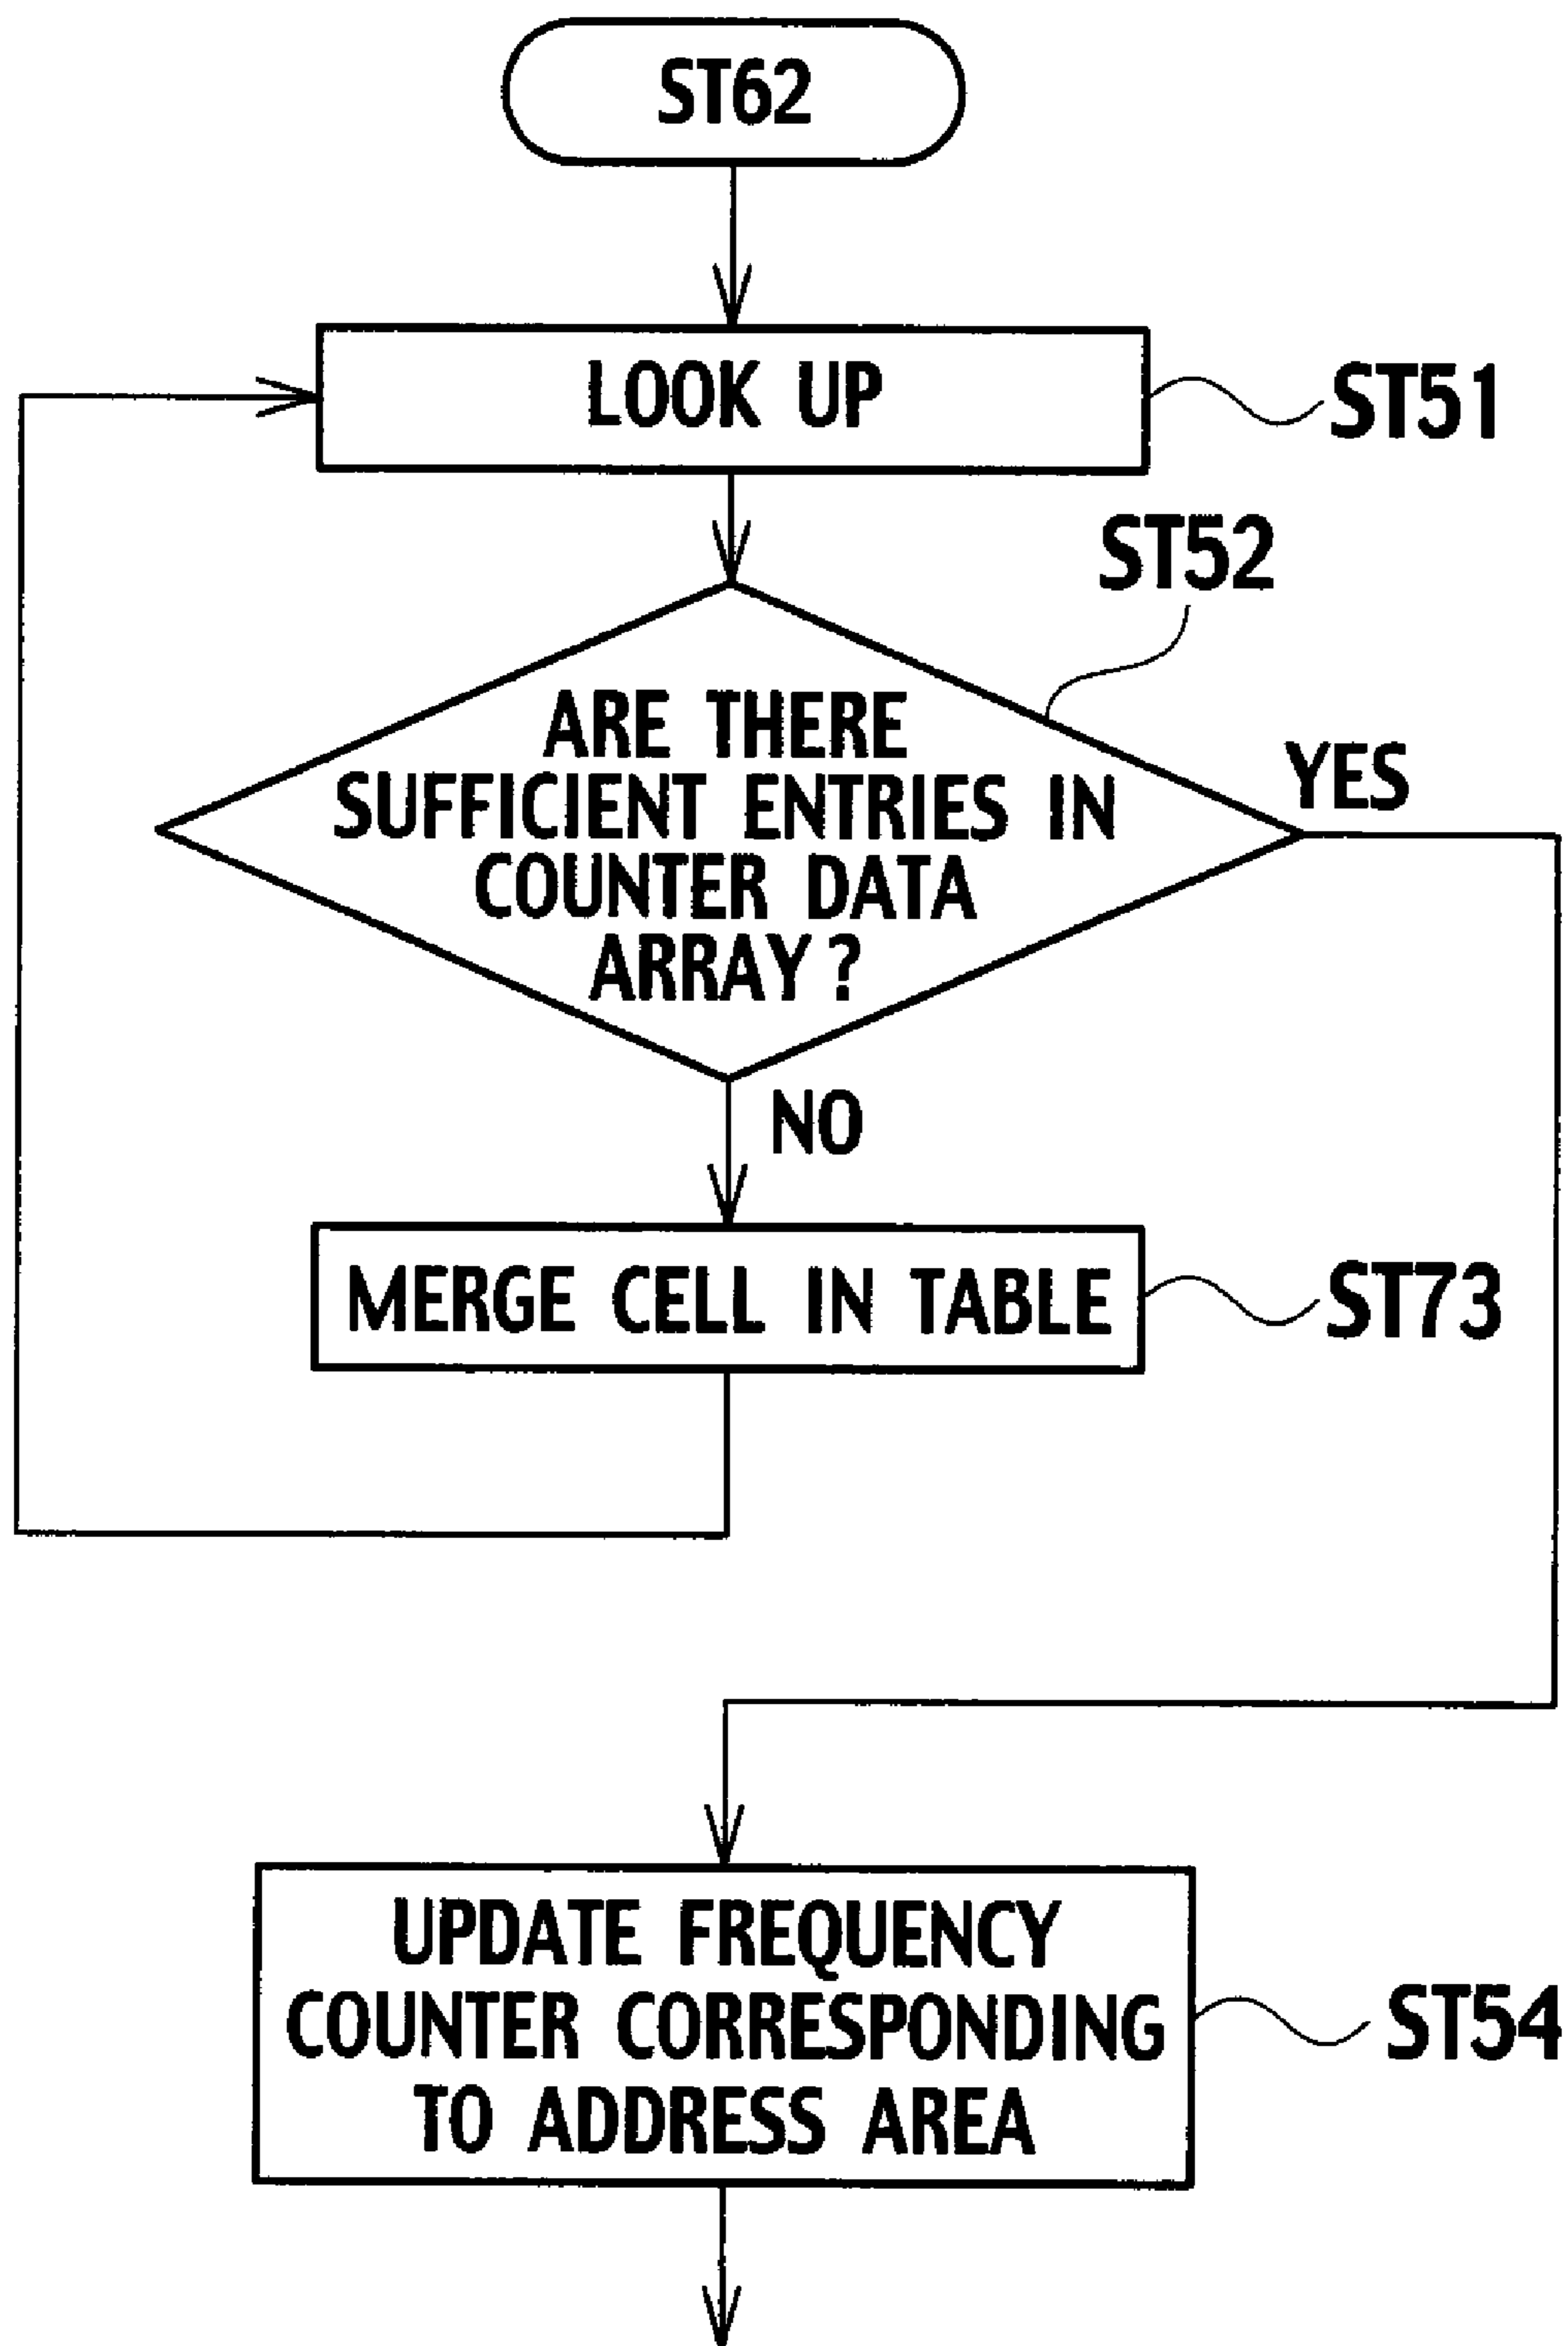 ST62
LOOK UP
ST51
ST52
ARE THERE
SUFFICIENT ENTRIES IN
COUNTER DATA
ARRAY?
YES
NO
MERGE CELL IN TABLE
ST73
UPDATE FREQUENCY
COUNTER CORRESPONDING
TO ADDRESS AREA
ST54